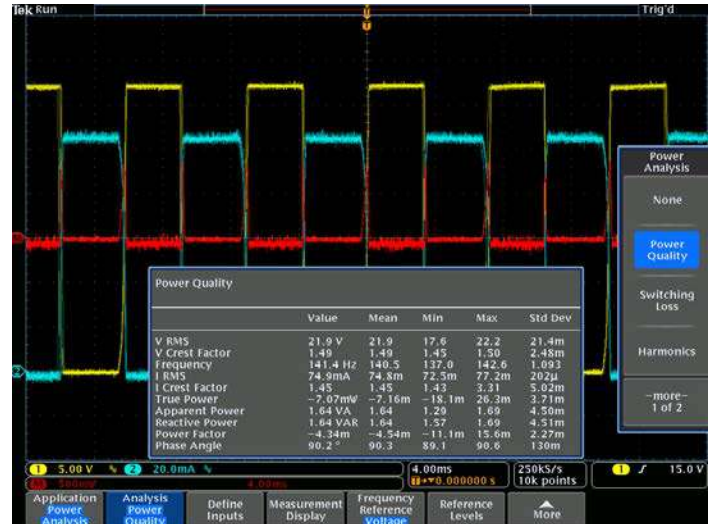 Tek Run Trig'd
Power Analysis
None
Power Quality
Switching Loss
Harmonics
-more-
1 of 2
Power Quality
Value Mean Min Max Std Dev
V RMS 21.9 V 21.9 17.6 22.2 21.4m
V Crest Factor 1.49 1.49 1.45 1.50 2.48m
Frequency 141.4 Hz 140.5 137.0 142.6 1.093
I RMS 74.9mA 74.8m 72.5m 77.2m 202µ
I Crest Factor 1.45 1.45 1.43 3.31 5.02m
True Power -7.07mW -7.16m -18.1m 26.3m 3.71m
Apparent Power 1.64 VA 1.64 1.29 1.69 4.50m
Reactive Power 1.64 VAR 1.64 1.57 1.69 4.51m
Power Factor -4.34m -4.54m -11.1m 15.6m 2.27m
Phase Angle 90.2 ° 90.3 89.1 90.6 130m
1 5.00 V 2 20.0mA 4.00ms 250kS/s 1 15.0 V
500mW 4.00ms T 0.000000 s 10k points
Application Power Analysis
Analysis Power Quality
Define Inputs
Measurement Display
Frequency Reference Voltage
Reference Levels
More